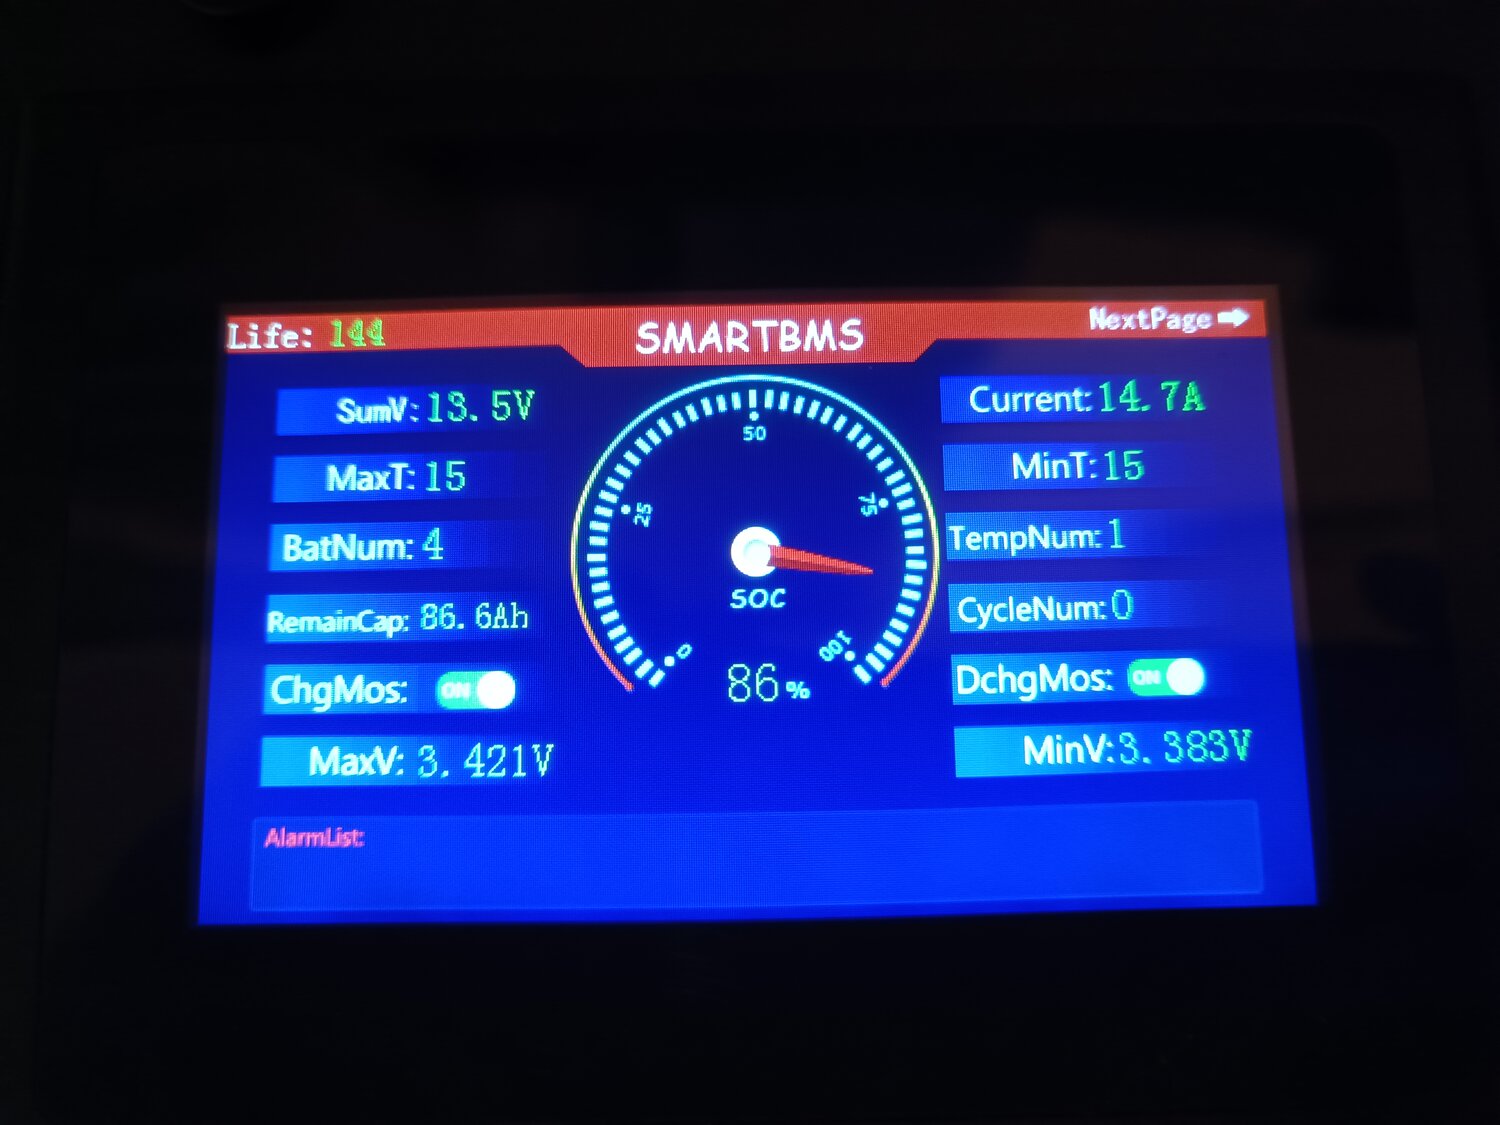 Life: 144
SMARTBMS
NextPage
SumV: 13.5V
Current: 14.7A
MaxT: 15
MinT: 15
BatNum: 4
TempNum: 1
RemainCap: 86.6Ah
CycleNum: 0
ChgMos: ON
DchgMos: ON
MaxV: 3.421V
MinV: 3.383V
0
25
50
75
100
SOC
86%
AlarmList: